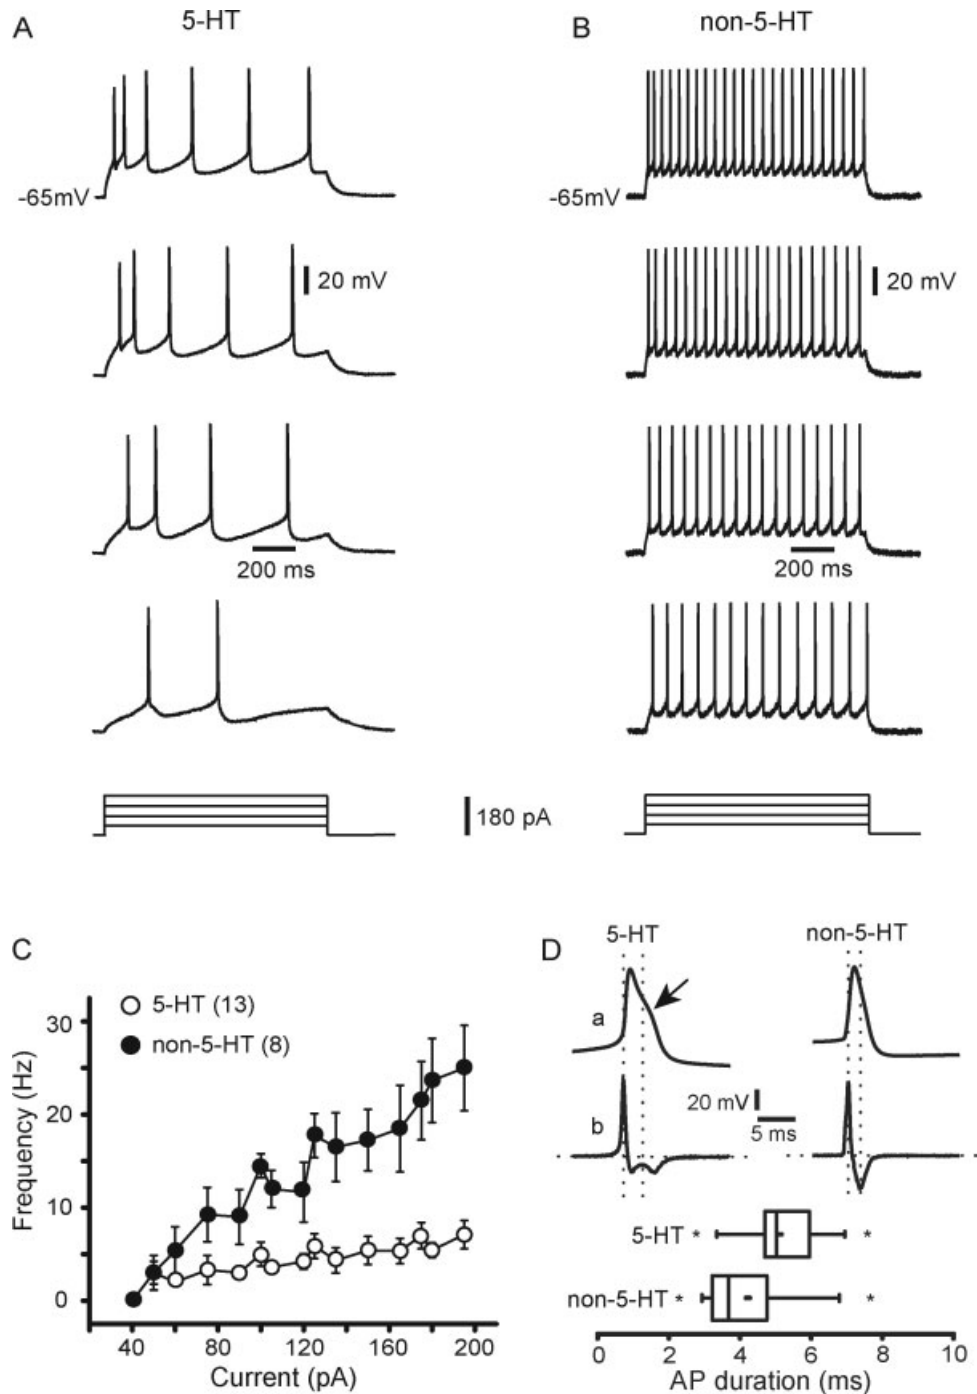 A 5-HT
B non-5-HT
-65mV
-65mV
20 mV
20 mV
200 ms
200 ms
180 pA
C
5-HT (13)
non-5-HT (8)
Frequency (Hz)
30
20
10
0
40 80 120 160 200
Current (pA)
D 5-HT non-5-HT
a
b
20 mV
5 ms
5-HT * *
non-5-HT * *
0 2 4 6 8 10
AP duration (ms)